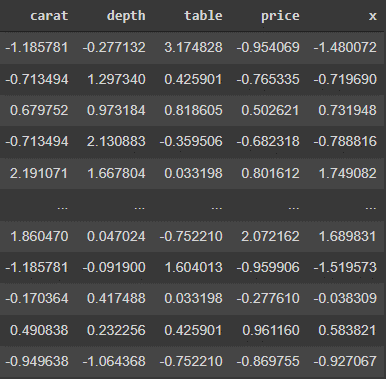 carat depth table price x
-1.185781 -0.277132 3.174828 -0.954069 -1.480072
-0.713494 1.297340 0.425901 -0.765335 -0.719690
0.679752 0.973184 0.818605 0.502621 0.731948
-0.713494 2.130883 -0.359506 -0.682318 -0.788816
2.191071 1.667804 0.033198 0.801612 1.749082
... ... ... ... ...
1.860470 0.047024 -0.752210 2.072162 1.689831
-1.185781 -0.091900 1.604013 -0.959906 -1.519573
-0.170364 0.417488 0.033198 -0.277610 -0.038309
0.490838 0.232256 0.425901 0.961160 0.583821
-0.949638 -1.064368 -0.752210 -0.869755 -0.927067